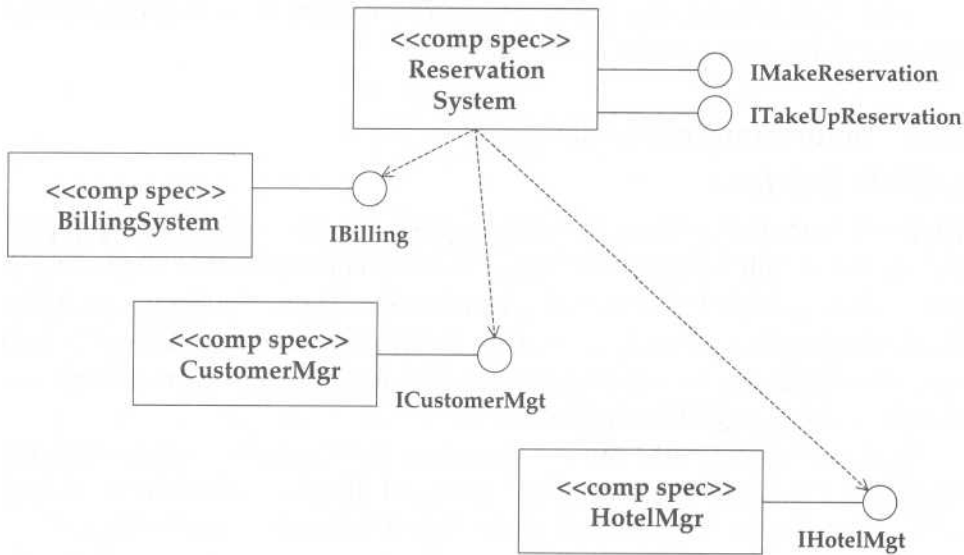 <<comp spec>>
Reservation
System
IMakeReservation
ITakeUpReservation
<<comp spec>>
BillingSystem
IBilling
<<comp spec>>
CustomerMgr
ICustomerMgt
<<comp spec>>
HotelMgr
IHotelMgt